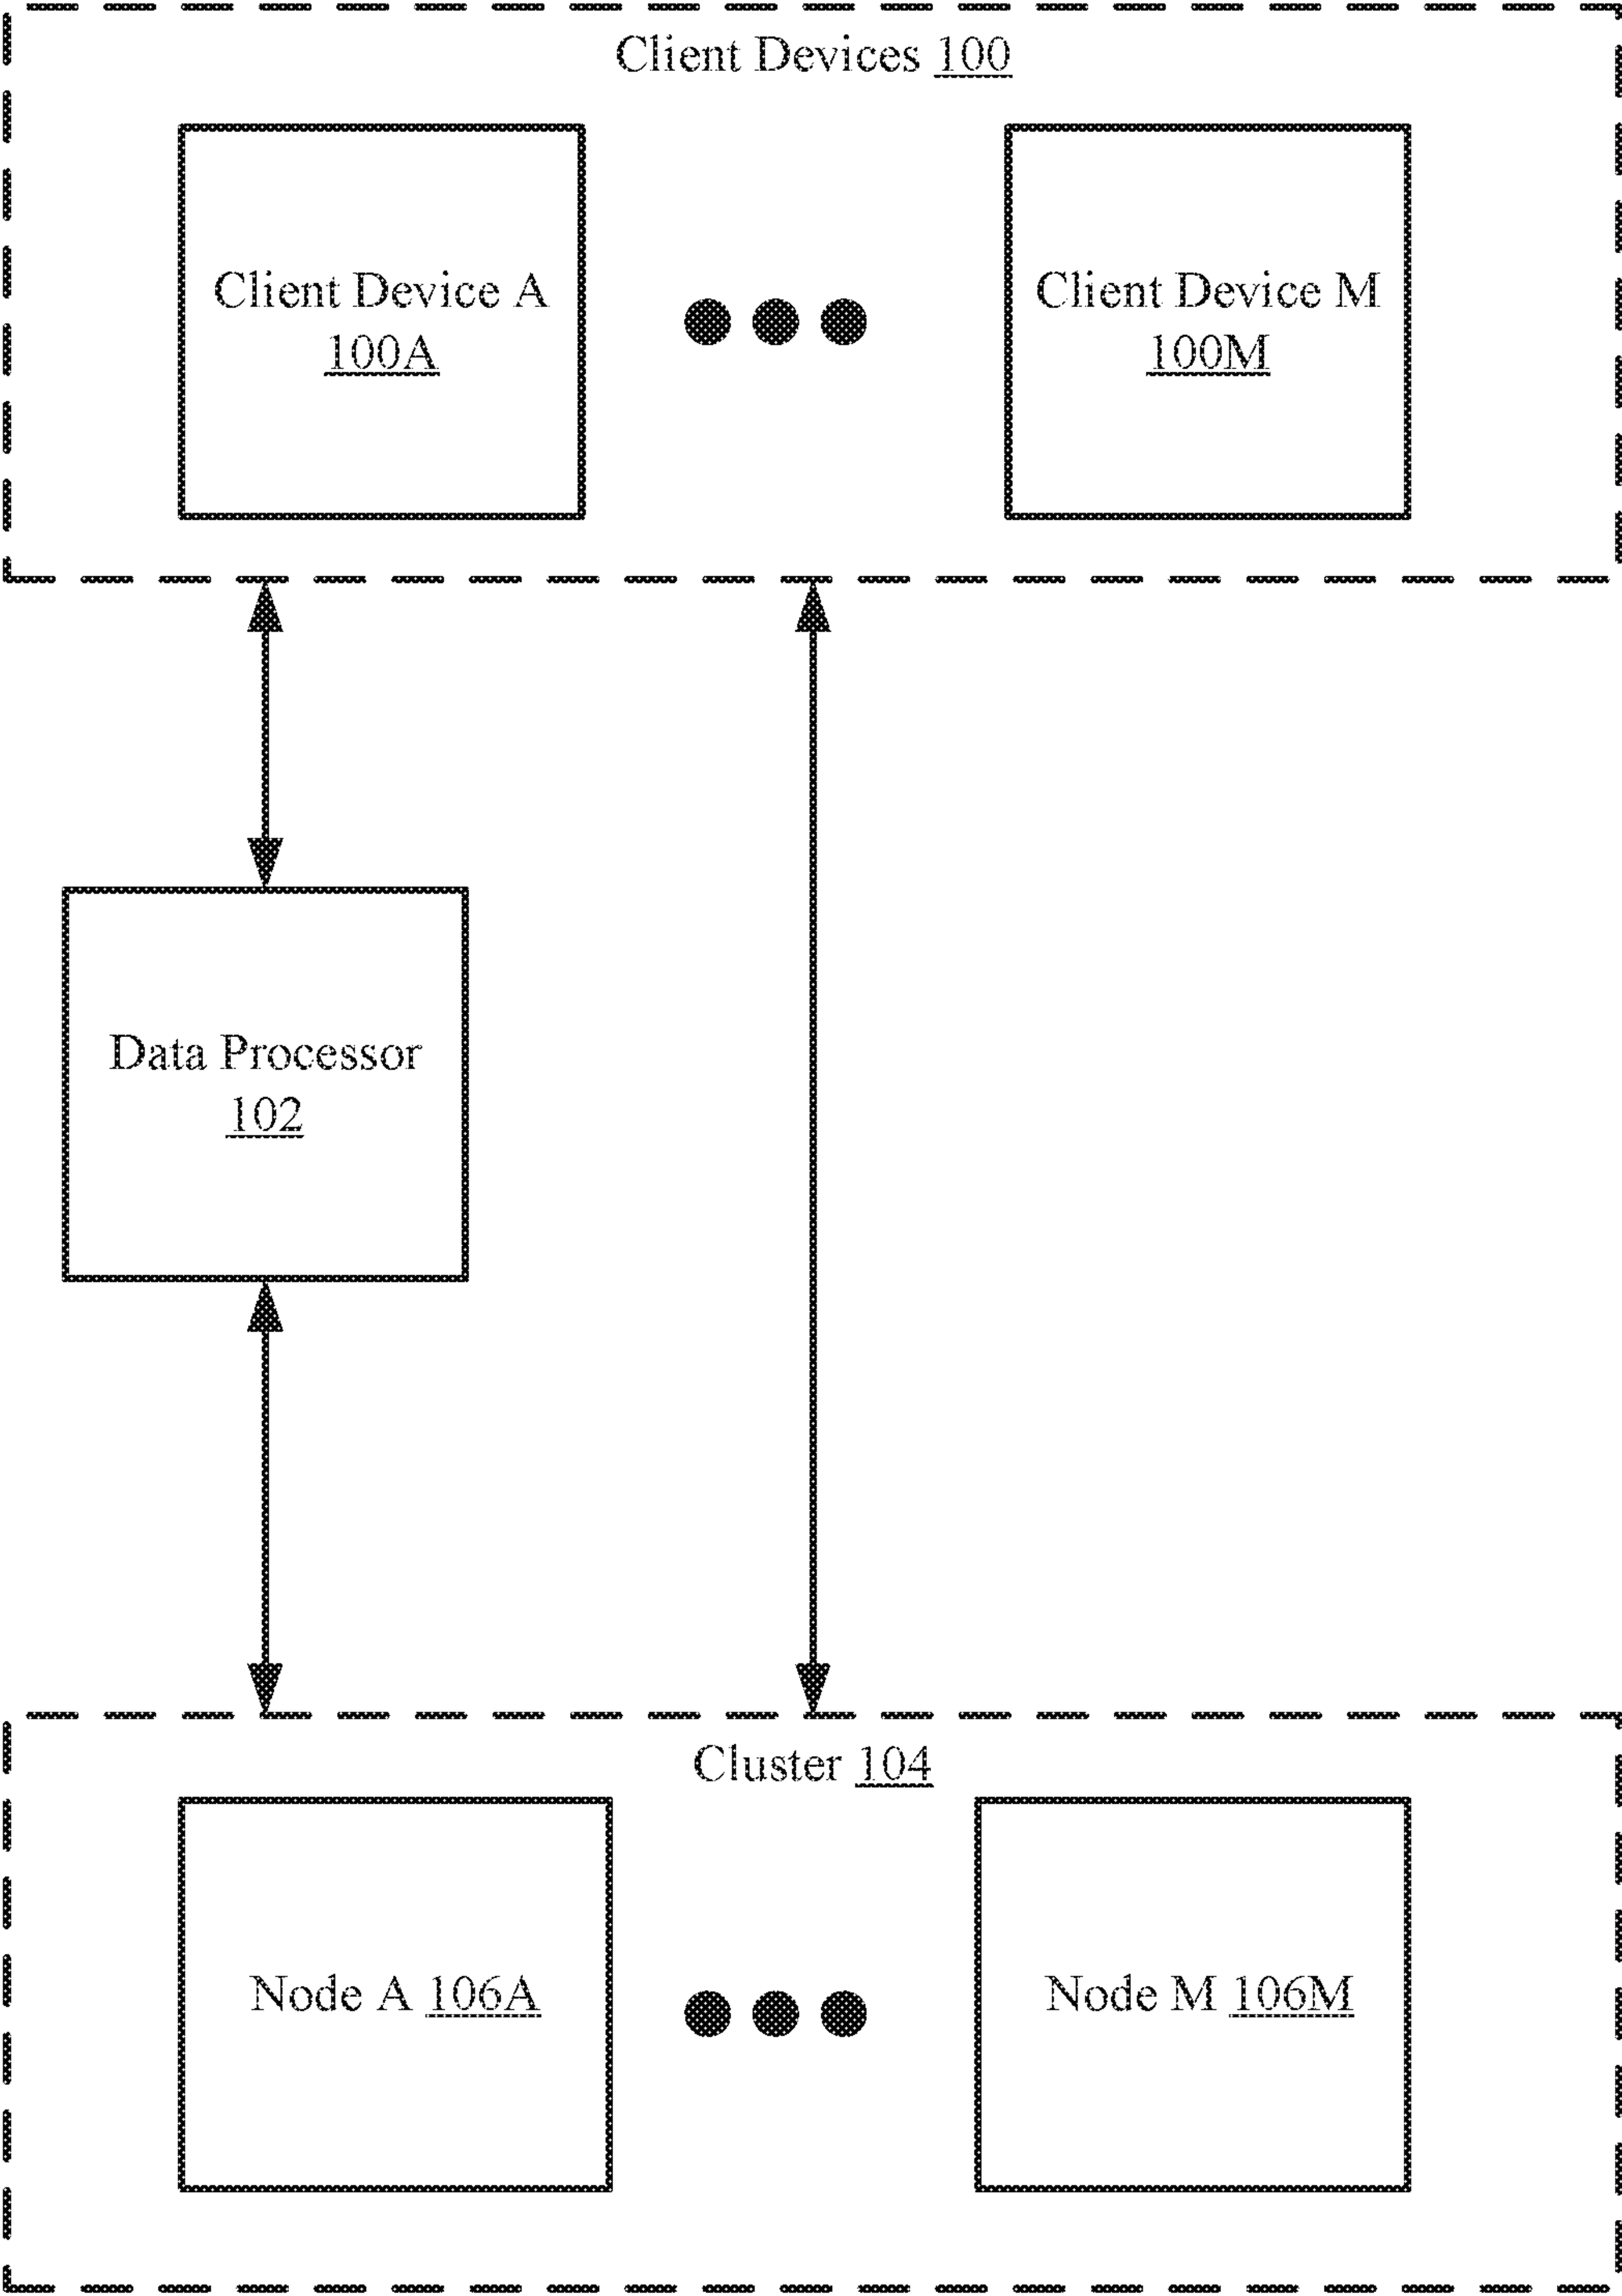 Client Devices 100
Client Device A
100A
Client Device M
100M
Data Processor
102
Cluster 104
Node A 106A
Node M 106M